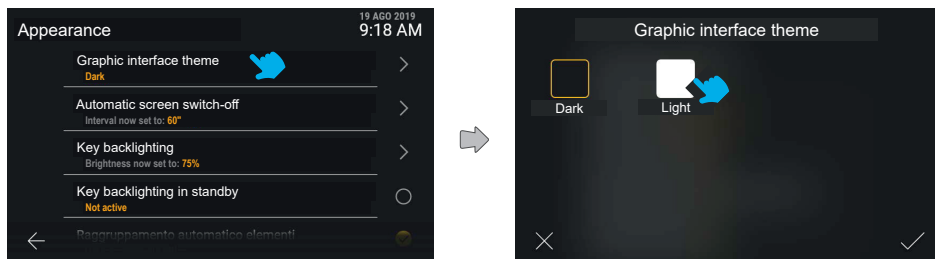 19 AGO 2019
Appearance
9:18 AM
Graphic interface theme
Dark
Automatic screen switch-off
Interval now set to: 60"
Key backlighting
Brightness now set to: 75%
Key backlighting in standby
Not active
Raggruppamento automatico elementi
Graphic interface theme
Dark
Light